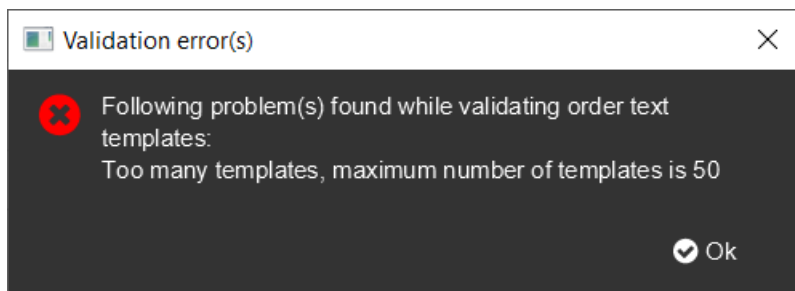 Validation error(s)
Following problem(s) found while validating order text
templates:
Too many templates, maximum number of templates is 50
Ok